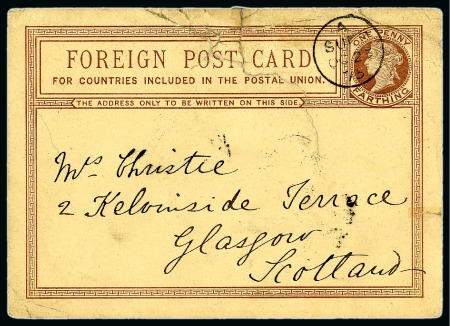 FOREIGN POST CARD
FOR COUNTRIES INCLUDED IN THE POSTAL UNION.
THE ADDRESS ONLY TO BE WRITTEN ON THIS SIDE
ONE PENNY
FARTHING
A
Mrs Christie
2 Kelvinside Terrace
Glasgow
Scotland